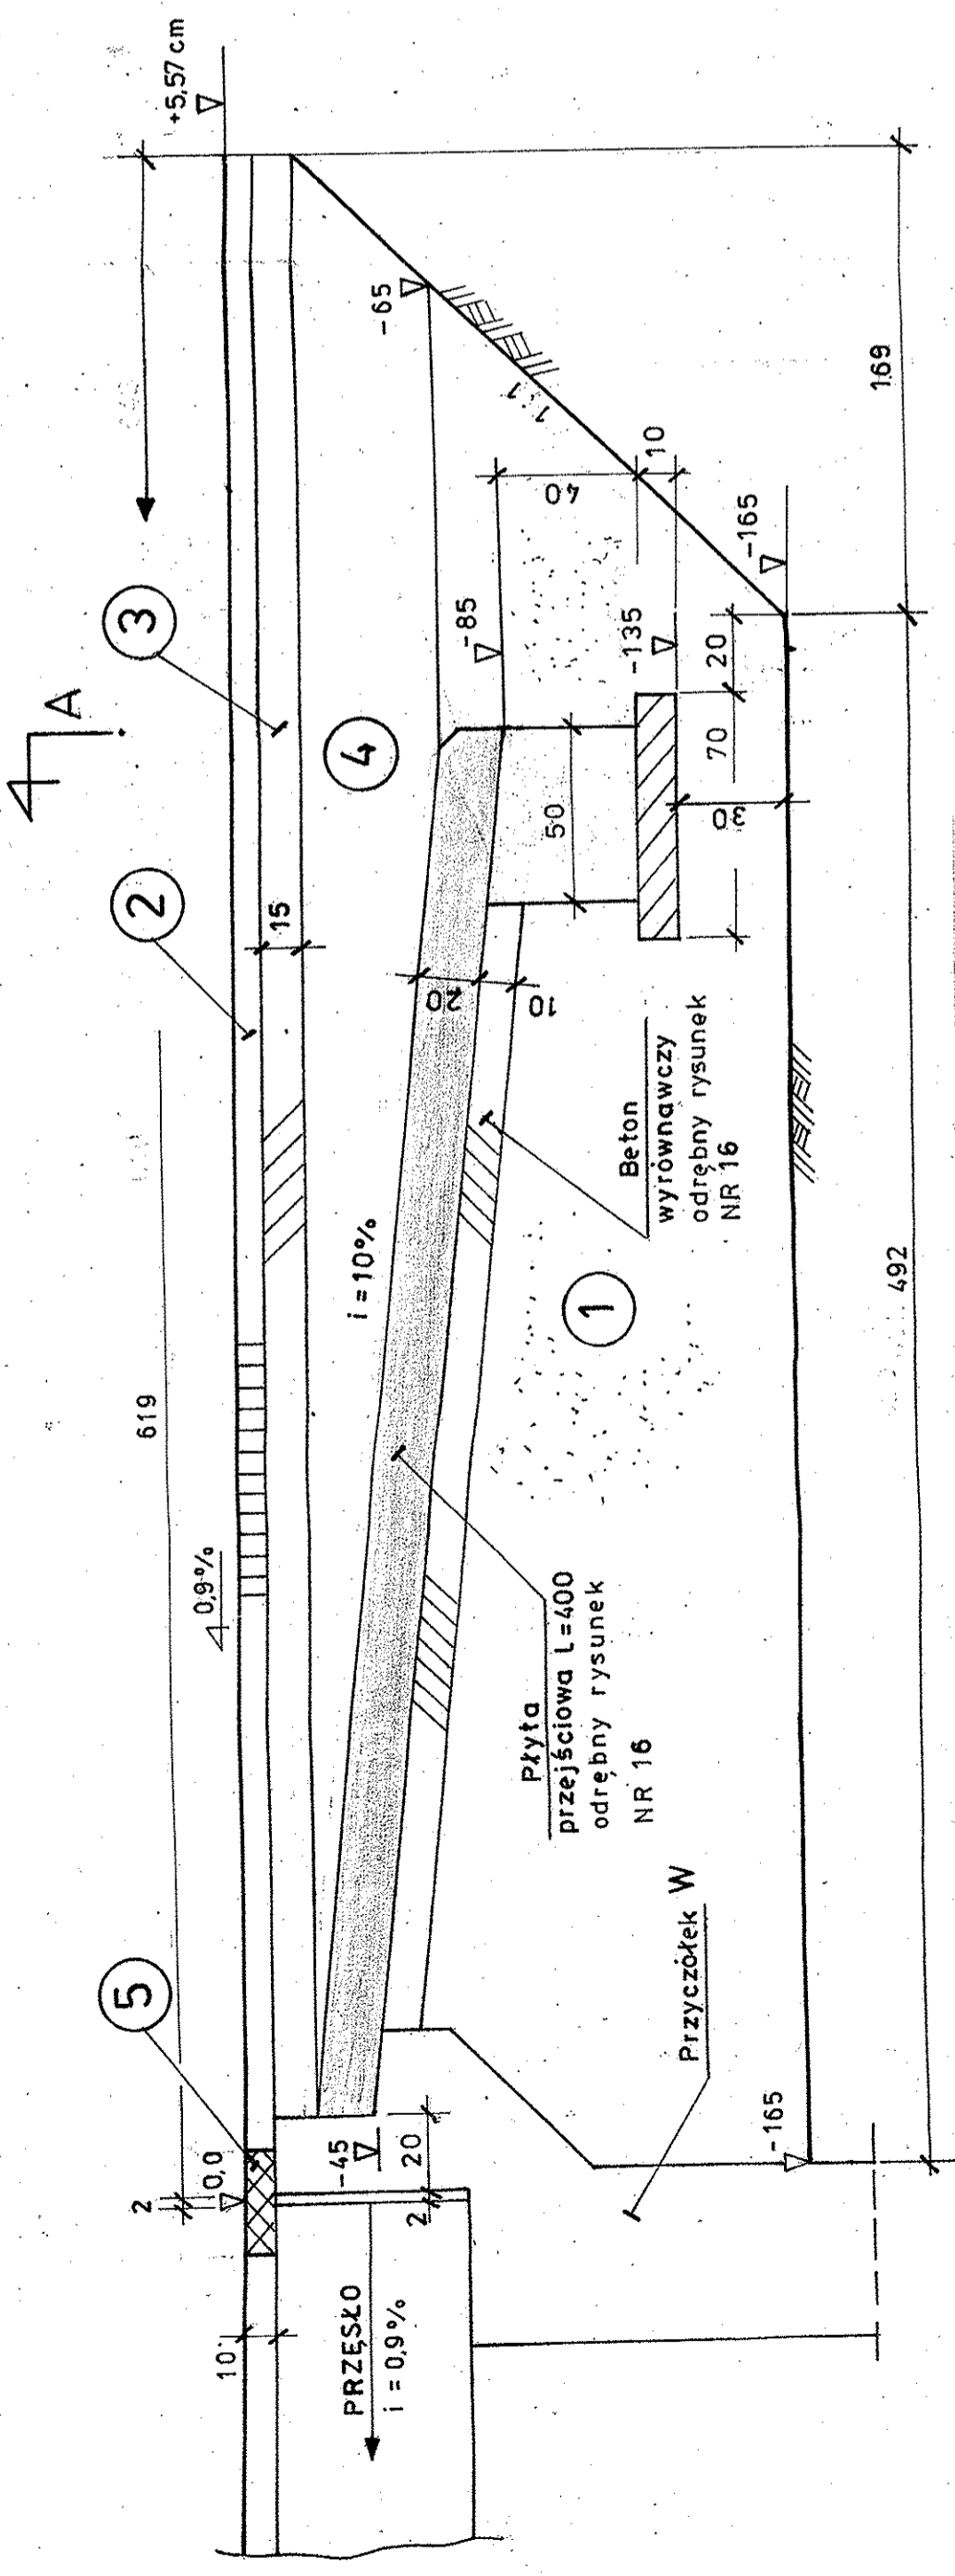 A
+5,57 cm
619
0,9%
2
0,0
10
5
2
3
15
4
-65
1:1
i = 10%
20
10
-85
40
10
50
-135
-165
20
70
30
169
492
PRZĘSŁO
i = 0,9%
-45
20
2
Płyta
przejściowa L=400
odrębny rysunek
NR 16
Beton
wyrównawczy
odrębny rysunek
NR 16
1
Przyczółek W
-165